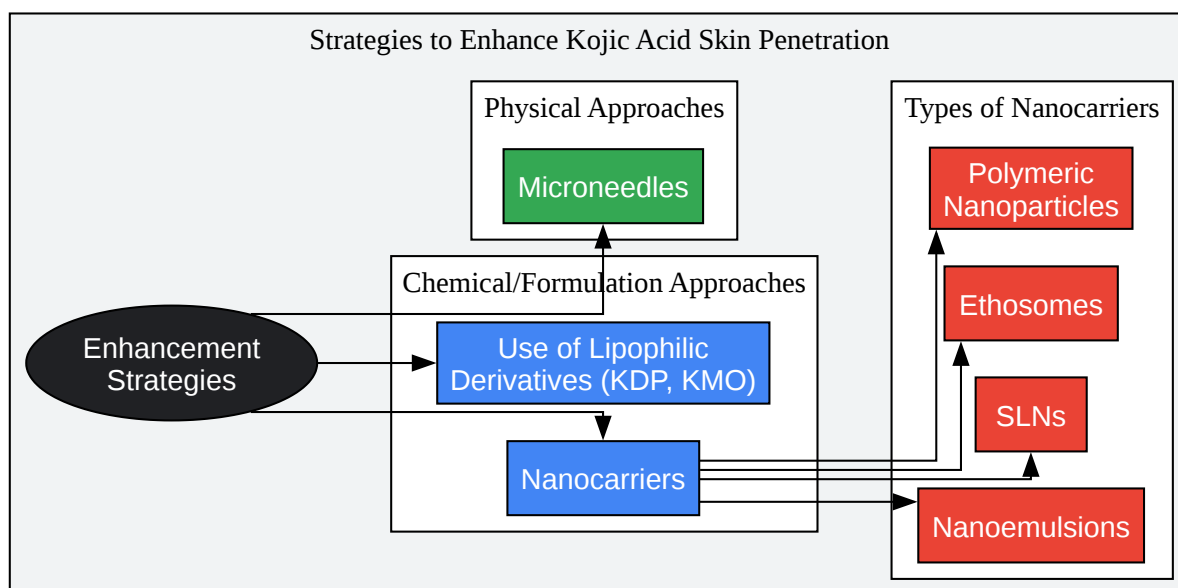 Strategies to Enhance Kojic Acid Skin Penetration
Physical Approaches
Microneedles
Chemical/Formulation Approaches
Enhancement
Strategies
Use of Lipophilic
Derivatives (KDP, KMO)
Nanocarriers
Types of Nanocarriers
Polymeric
Nanoparticles
Ethosomes
SLNs
Nanoemulsions